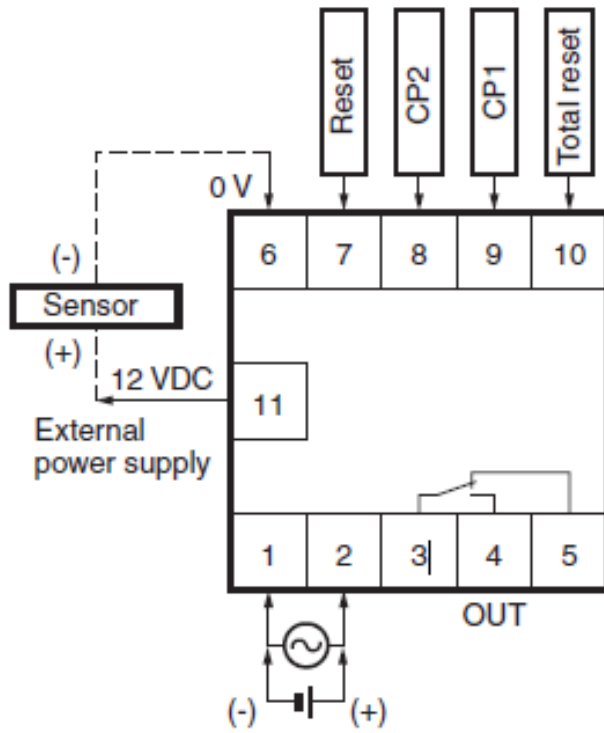 Reset
CP2
CP1
Total reset
0 V
6
7
8
9
10
(-)
Sensor
(+)
12 VDC
11
External
power supply
1
2
3
4
5
OUT
(-)
(+)